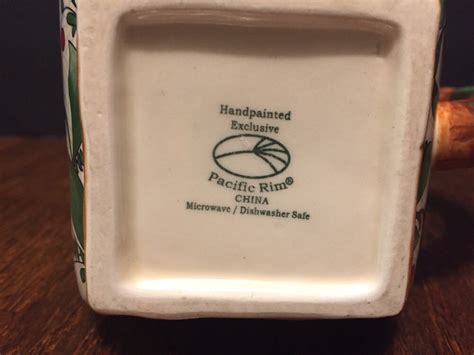 Handpainted
Exclusive
Pacific Rim®
CHINA
Microwave / Dishwasher Safe